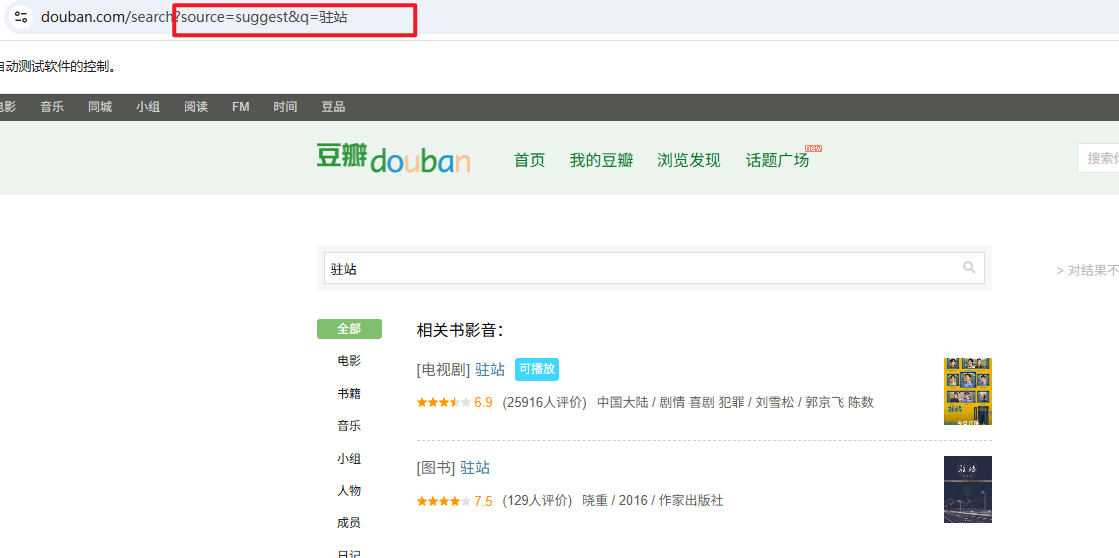 douban.com/search?source=suggest&q=驻站
自动测试软件的控制。
电影 音乐 同城 小组 阅读 FM 时间 豆品
豆瓣douban 首页 我的豆瓣 浏览发现 话题广场 new
搜索你
驻站
> 对结果不
全部
电影
书籍
音乐
小组
人物
成员
日记
相关书影音：
[电视剧] 驻站 可播放
6.9 (25916人评价) 中国大陆 / 剧情 喜剧 犯罪 / 刘雪松 / 郭京飞 陈数
[图书] 驻站
7.5 (129人评价) 晓重 / 2016 / 作家出版社
驻站